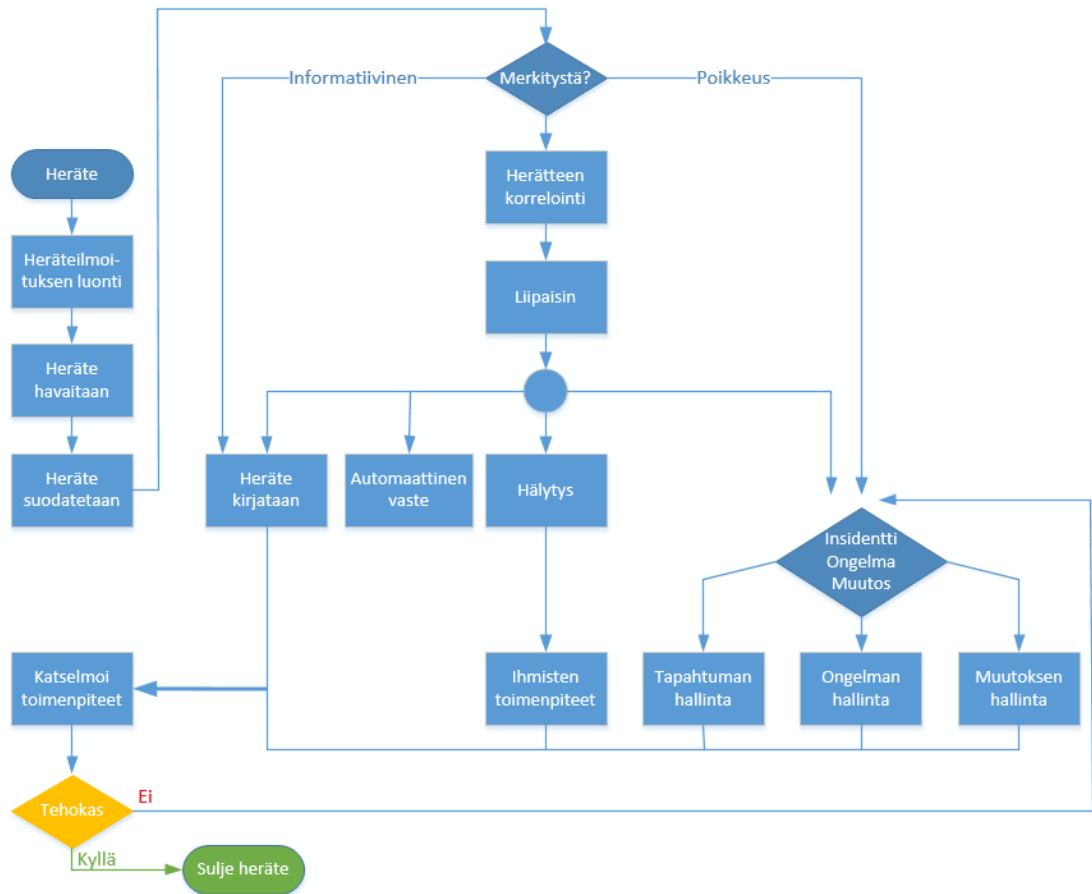 Merkitystä?
Informatiivinen
Poikkeus
Heräte
Herätteen
korrelointi
Heräteilmoi-
tuksen luonti
Liipaisin
Heräte
havaitaan
Heräte
suodatetaan
Heräte
kirjataan
Automaattinen
vaste
Hälytys
Insidentti
Ongelma
Muutos
Katselmoi
toimenpiteet
Ihmisten
toimenpiteet
Tapahtuman
hallinta
Ongelman
hallinta
Muutoksen
hallinta
Tehokas
Ei
Kyllä
Sulje heräte